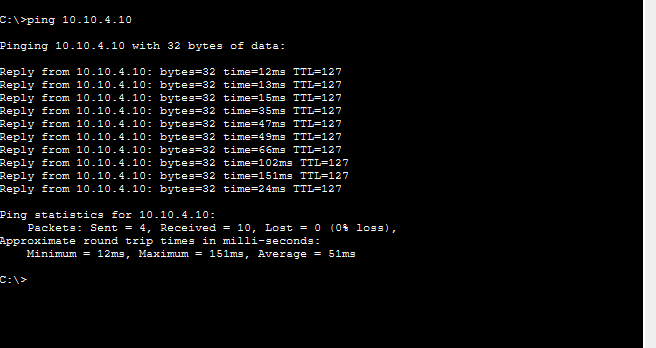 C:\>ping 10.10.4.10
Pinging 10.10.4.10 with 32 bytes of data:
Reply from 10.10.4.10: bytes=32 time=12ms TTL=127
Reply from 10.10.4.10: bytes=32 time=13ms TTL=127
Reply from 10.10.4.10: bytes=32 time=15ms TTL=127
Reply from 10.10.4.10: bytes=32 time=35ms TTL=127
Reply from 10.10.4.10: bytes=32 time=47ms TTL=127
Reply from 10.10.4.10: bytes=32 time=49ms TTL=127
Reply from 10.10.4.10: bytes=32 time=66ms TTL=127
Reply from 10.10.4.10: bytes=32 time=102ms TTL=127
Reply from 10.10.4.10: bytes=32 time=151ms TTL=127
Reply from 10.10.4.10: bytes=32 time=24ms TTL=127
Ping statistics for 10.10.4.10:
    Packets: Sent = 4, Received = 10, Lost = 0 (0% loss),
Approximate round trip times in milli-seconds:
    Minimum = 12ms, Maximum = 151ms, Average = 51ms
C:\>